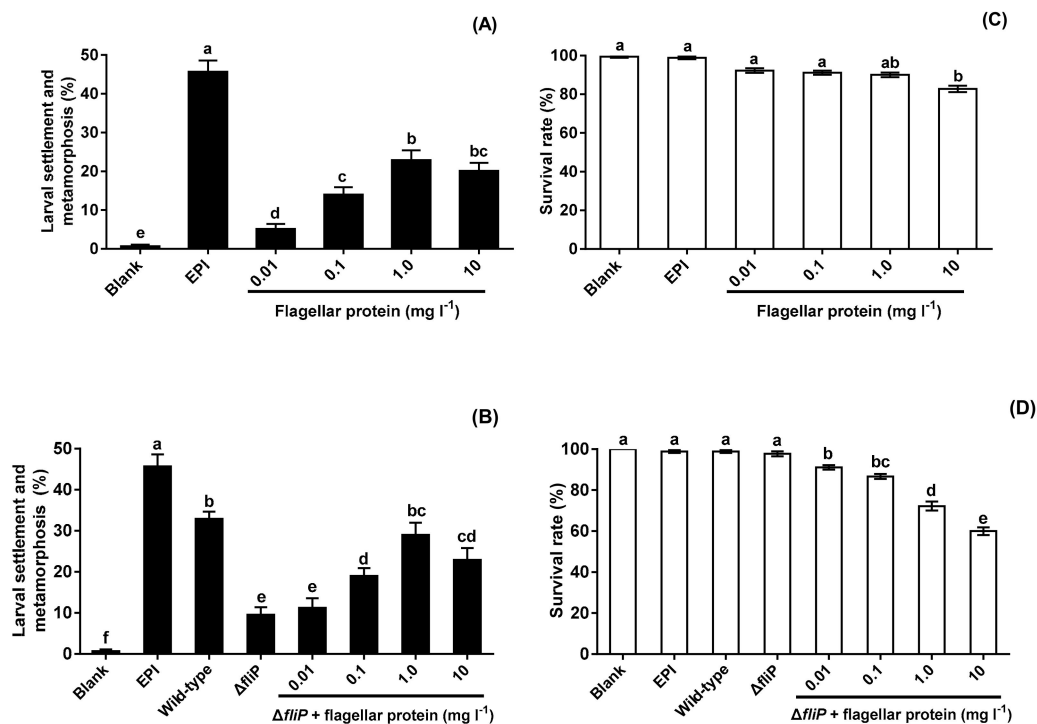 (A)
Larval settlement and
metamorphosis (%)
50
40
30
20
10
0
e
a
d
c
b
bc
Blank
EPI
0.01
0.1
1.0
10
Flagellar protein (mg l⁻¹)
(C)
Survival rate (%)
100
80
60
40
20
0
a
a
a
a
ab
b
Blank
EPI
0.01
0.1
1.0
10
Flagellar protein (mg l⁻¹)
(B)
Larval settlement and
metamorphosis (%)
50
40
30
20
10
0
f
a
b
e
e
d
bc
cd
Blank
EPI
Wild-type
ΔfliP
0.01
0.1
1.0
10
ΔfliP + flagellar protein (mg l⁻¹)
(D)
Survival rate (%)
100
80
60
40
20
0
a
a
a
a
b
bc
d
e
Blank
EPI
Wild-type
ΔfliP
0.01
0.1
1.0
10
ΔfliP + flagellar protein (mg l⁻¹)